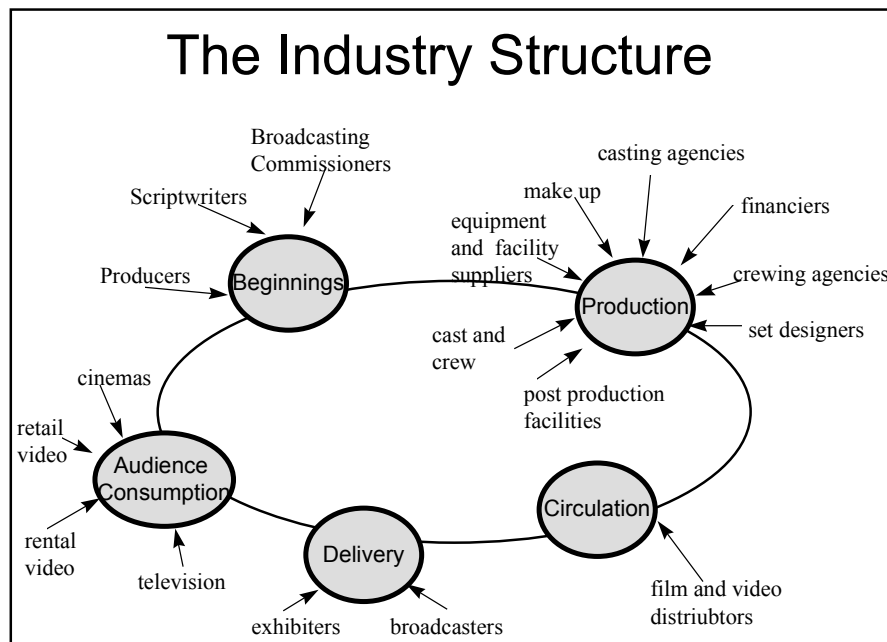 The Industry Structure
Broadcasting
Commissioners
Scriptwriters
Producers
Beginnings
casting agencies
make up
financiers
equipment
and facility
suppliers
crewing agencies
Production
set designers
cast and
crew
post production
facilities
cinemas
retail
video
Audience
Consumption
rental
video
television
Delivery
exhibiters
broadcasters
Circulation
film and video
distriubtors